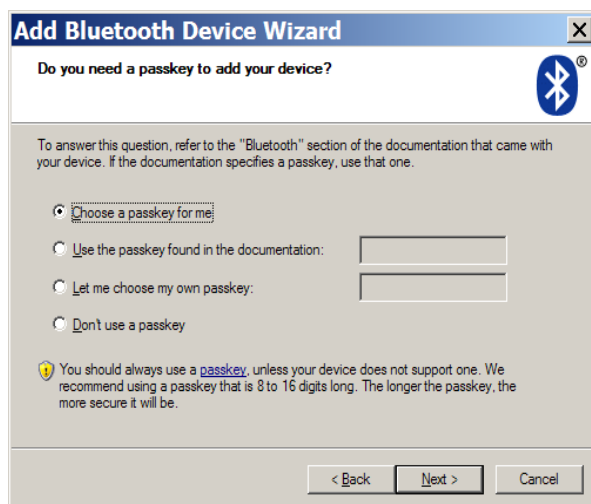 Add Bluetooth Device Wizard
Do you need a passkey to add your device?
®
To answer this question, refer to the "Bluetooth" section of the documentation that came with
your device. If the documentation specifies a passkey, use that one.
Choose a passkey for me
Use the passkey found in the documentation:
Let me choose my own passkey:
Don't use a passkey
You should always use a passkey, unless your device does not support one. We
recommend using a passkey that is 8 to 16 digits long. The longer the passkey, the
more secure it will be.
< Back Next > Cancel